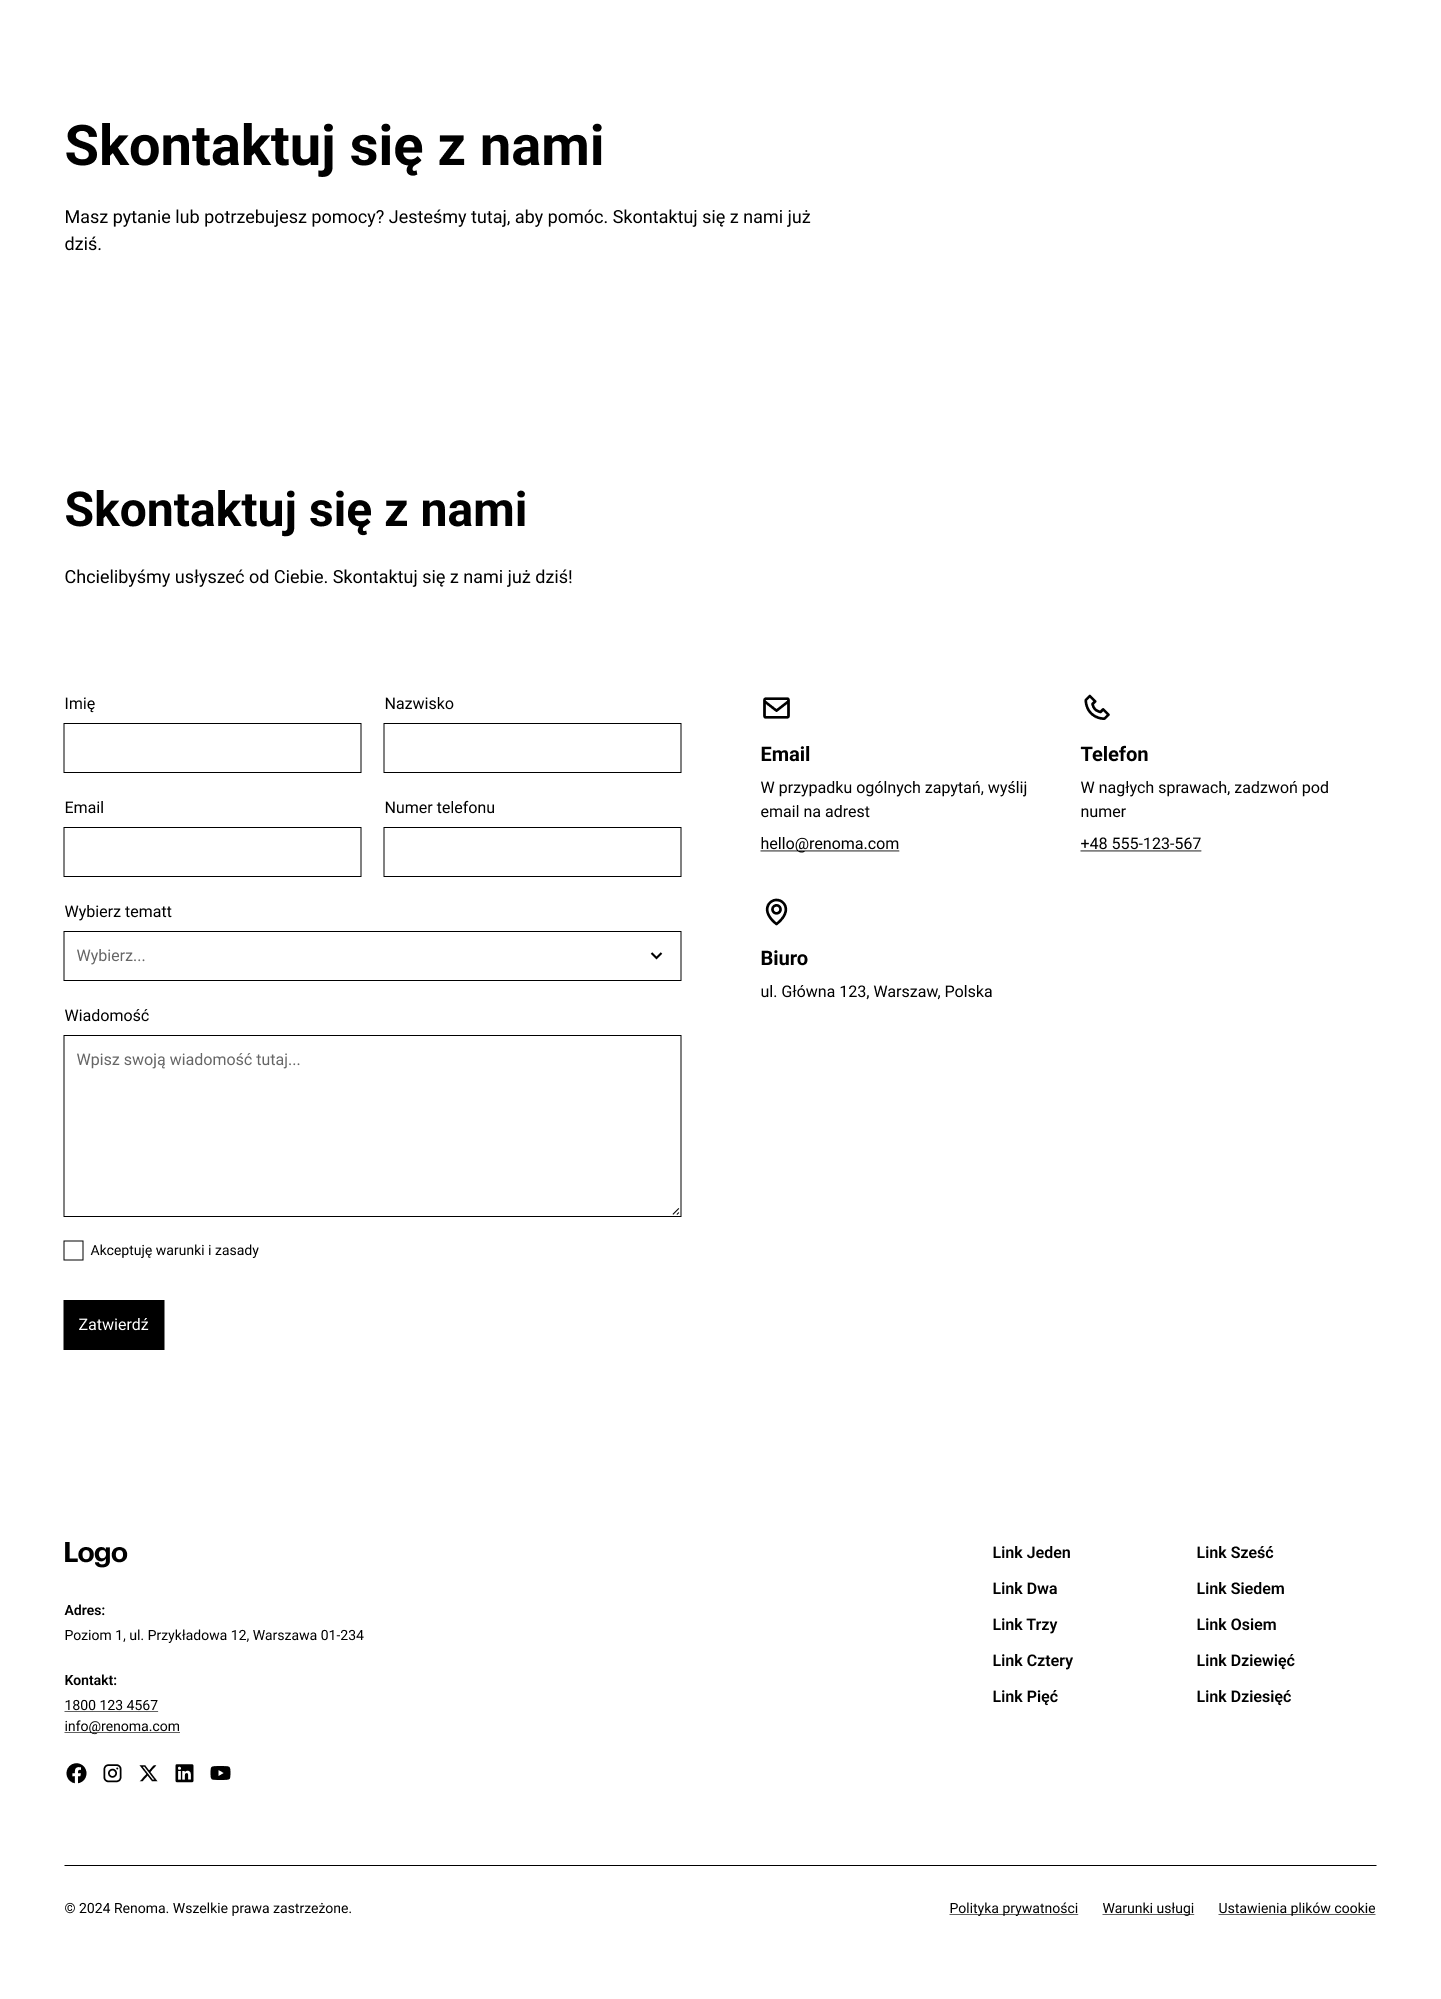 Skontaktuj się z nami
Masz pytanie lub potrzebujesz pomocy? Jesteśmy tutaj, aby pomóc. Skontaktuj się z nami już
dziś.
Skontaktuj się z nami
Chcielibyśmy usłyszeć od Ciebie. Skontaktuj się z nami już dziś!
Imię
Nazwisko
Email
Numer telefonu
Wybierz tematt
Wybierz...
Wiadomość
Wpisz swoją wiadomość tutaj...
Akceptuję warunki i zasady
Zatwierdź
Email
W przypadku ogólnych zapytań, wyślij
email na adrest
hello@renoma.com
Telefon
W nagłych sprawach, zadzwoń pod
numer
+48 555-123-567
Biuro
ul. Główna 123, Warszaw, Polska
Logo
Adres:
Poziom 1, ul. Przykładowa 12, Warszawa 01-234
Kontakt:
1800 123 4567
info@renoma.com
Link Jeden
Link Dwa
Link Trzy
Link Cztery
Link Pięć
Link Sześć
Link Siedem
Link Osiem
Link Dziewięć
Link Dziesięć
© 2024 Renoma. Wszelkie prawa zastrzeżone.
Polityka prywatności
Warunki usługi
Ustawienia plików cookie